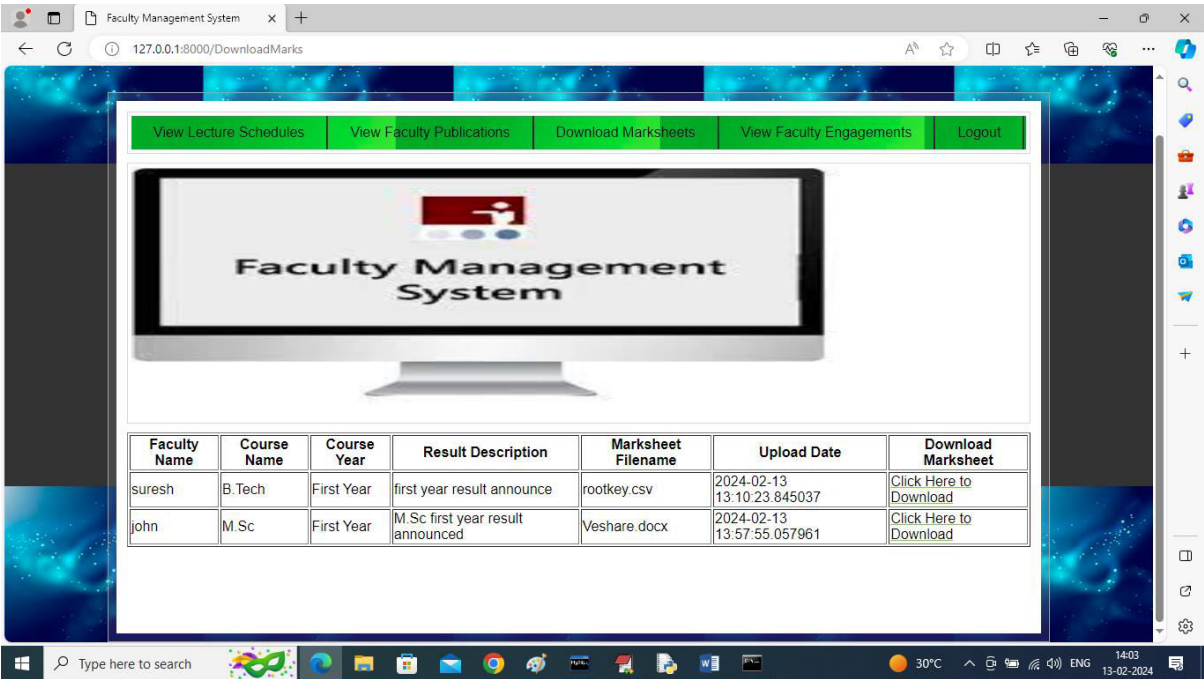 Faculty Management System
127.0.0.1:8000/DownloadMarks
View Lecture Schedules View Faculty Publications Download Marksheets View Faculty Engagements Logout
Faculty Management
System
Faculty Name Course Name Course Year Result Description Marksheet Filename Upload Date Download Marksheet
suresh B.Tech First Year first year result announce rootkey.csv 2024-02-13 13:10:23.845037 Click Here to Download
john M.Sc First Year M.Sc first year result announced Veshare.docx 2024-02-13 13:57:55.057961 Click Here to Download
Type here to search 30°C ENG 14:03
13-02-2024